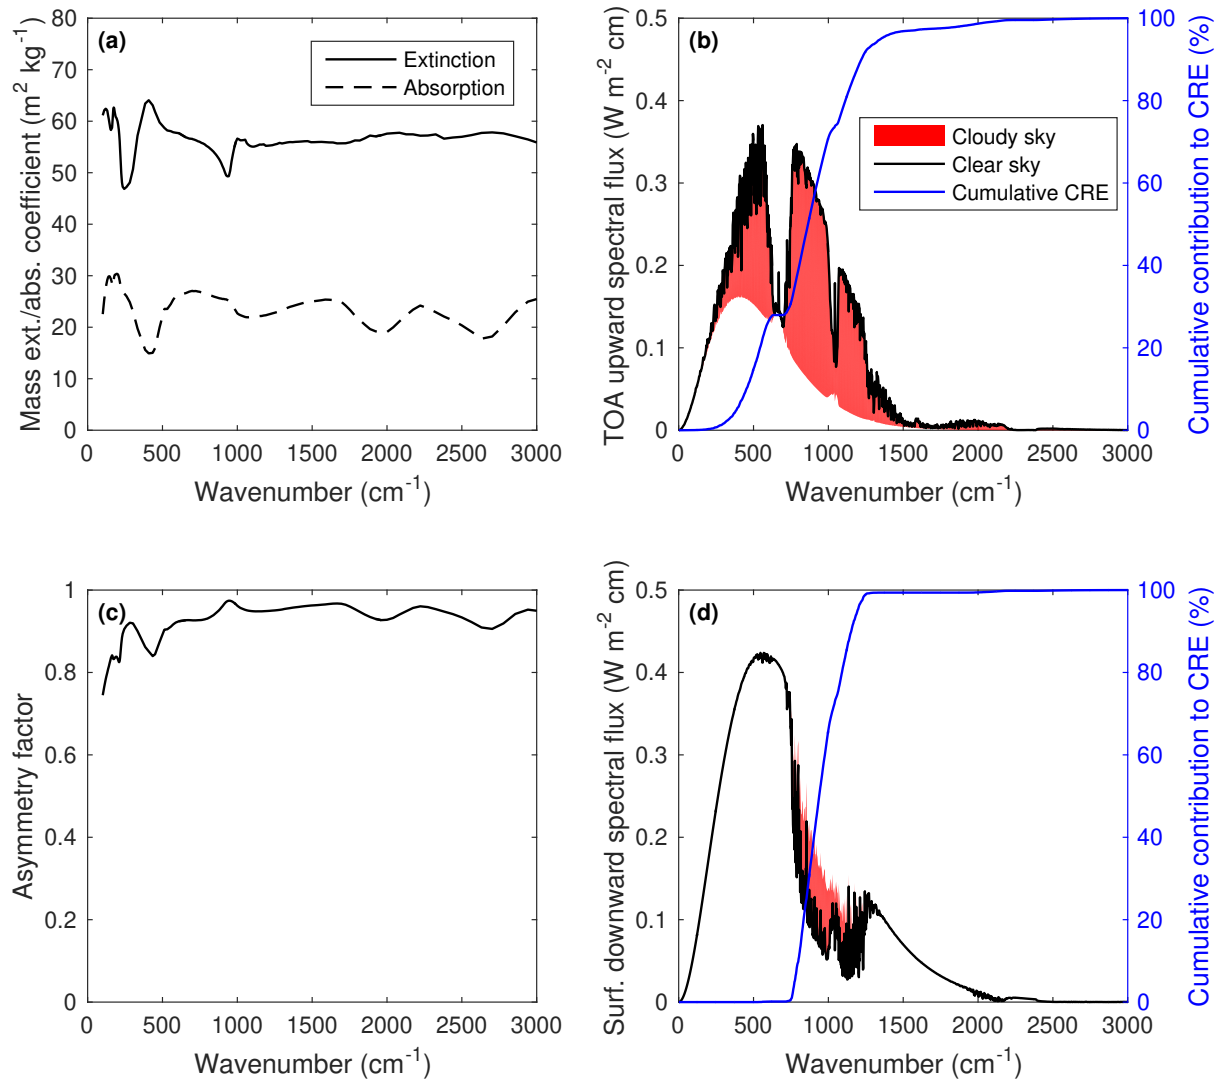 (a)
Extinction
Absorption
Mass ext./abs. coefficient (m² kg⁻¹)
80
70
60
50
40
30
20
10
0
0 500 1000 1500 2000 2500 3000
Wavenumber (cm⁻¹)
(b)
Cloudy sky
Clear sky
Cumulative CRE
TOA upward spectral flux (W m⁻² cm)
0.5
0.4
0.3
0.2
0.1
0
0 500 1000 1500 2000 2500 3000
Wavenumber (cm⁻¹)
100
80
60
40
20
0
Cumulative contribution to CRE (%)
(c)
Asymmetry factor
1
0.8
0.6
0.4
0.2
0
0 500 1000 1500 2000 2500 3000
Wavenumber (cm⁻¹)
(d)
Surf. downward spectral flux (W m⁻² cm)
0.5
0.4
0.3
0.2
0.1
0
0 500 1000 1500 2000 2500 3000
Wavenumber (cm⁻¹)
100
80
60
40
20
0
Cumulative contribution to CRE (%)